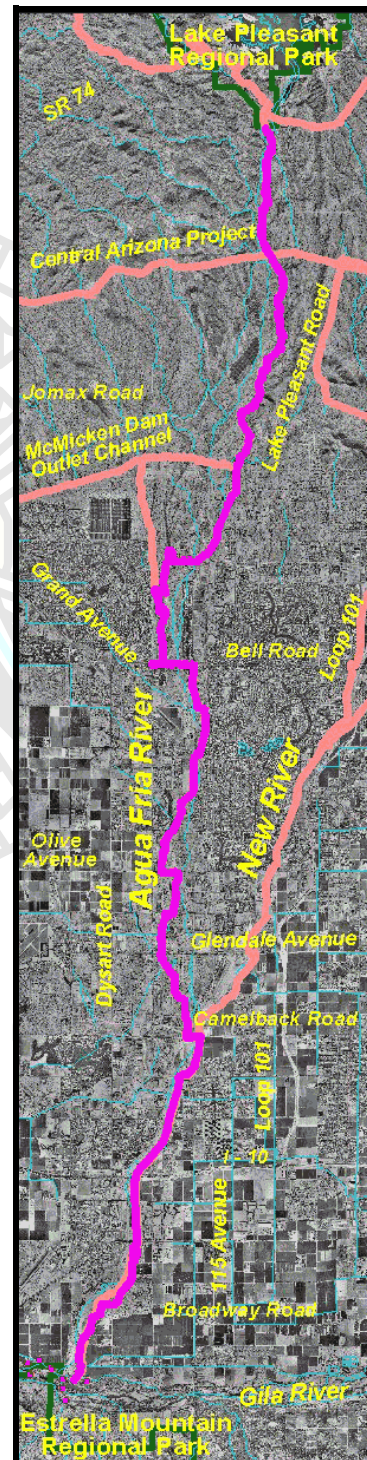 Lake Pleasant
Regional Park
SR 74
Central Arizona Project
Lake Pleasant Road
Jomax Road
McMicken Dam
Outlet Channel
Grand Avenue
Bell Road
Loop 101
Agua Fria River
New River
Olive
Avenue
Dysart Road
Glendale Avenue
Camelback Road
Loop 101
I - 10
115 Avenue
Broadway Road
Gila River
Estrella Mountain
Regional Park